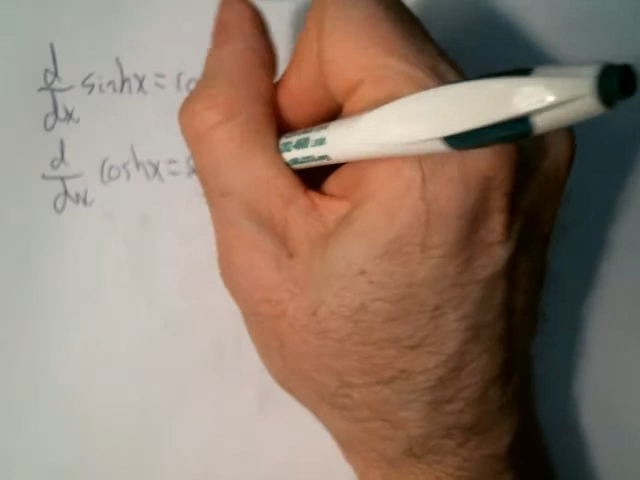 d/dx sinhx = co
d/dx coshx = s